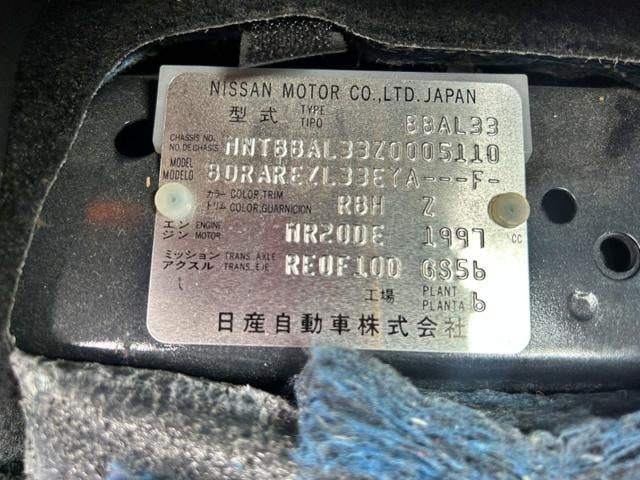 NISSAN MOTOR CO.,LTD. JAPAN
型式 TYPE TIPO BBAL33
CHASSIS NO. NO. DE CHASIS MNTBBAL33Z0005110
MODEL MODELO BDRAREZL33EYA---F-
カラー COLOR,TRIM
トリム COLOR,GUARNICION RBH Z
エンジン ENGINE MOTOR MR20DE 1997 CC
ミッション TRANS. AXLE
アクスル TRANS. EJE RE0F10D GS56
工場 PLANT PLANTA 6
日産自動車株式会社